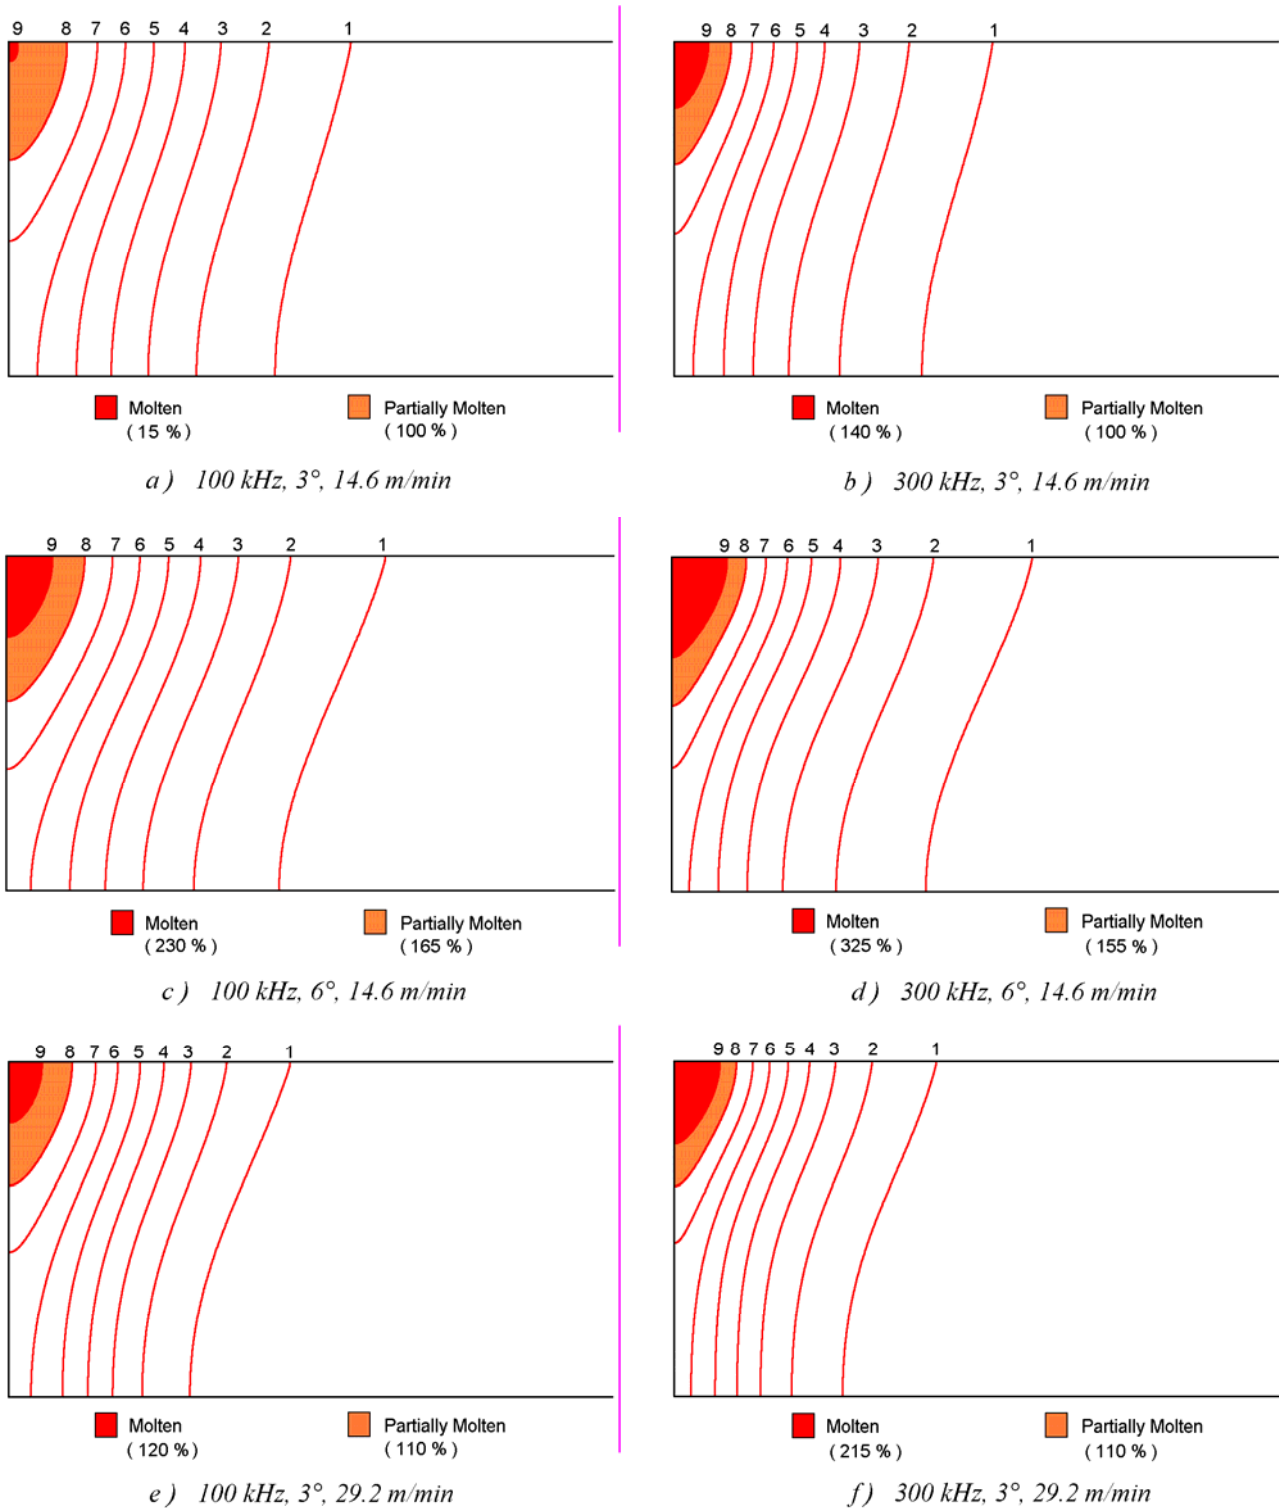 9 8 7 6 5 4 3 2 1
Molten
( 15 % )
Partially Molten
( 100 % )
a ) 100 kHz, 3°, 14.6 m/min
9 8 7 6 5 4 3 2 1
Molten
( 140 % )
Partially Molten
( 100 % )
b ) 300 kHz, 3°, 14.6 m/min
9 8 7 6 5 4 3 2 1
Molten
( 230 % )
Partially Molten
( 165 % )
c ) 100 kHz, 6°, 14.6 m/min
9 8 7 6 5 4 3 2 1
Molten
( 325 % )
Partially Molten
( 155 % )
d ) 300 kHz, 6°, 14.6 m/min
9 8 7 6 5 4 3 2 1
Molten
( 120 % )
Partially Molten
( 110 % )
e ) 100 kHz, 3°, 29.2 m/min
9 8 7 6 5 4 3 2 1
Molten
( 215 % )
Partially Molten
( 110 % )
f ) 300 kHz, 3°, 29.2 m/min